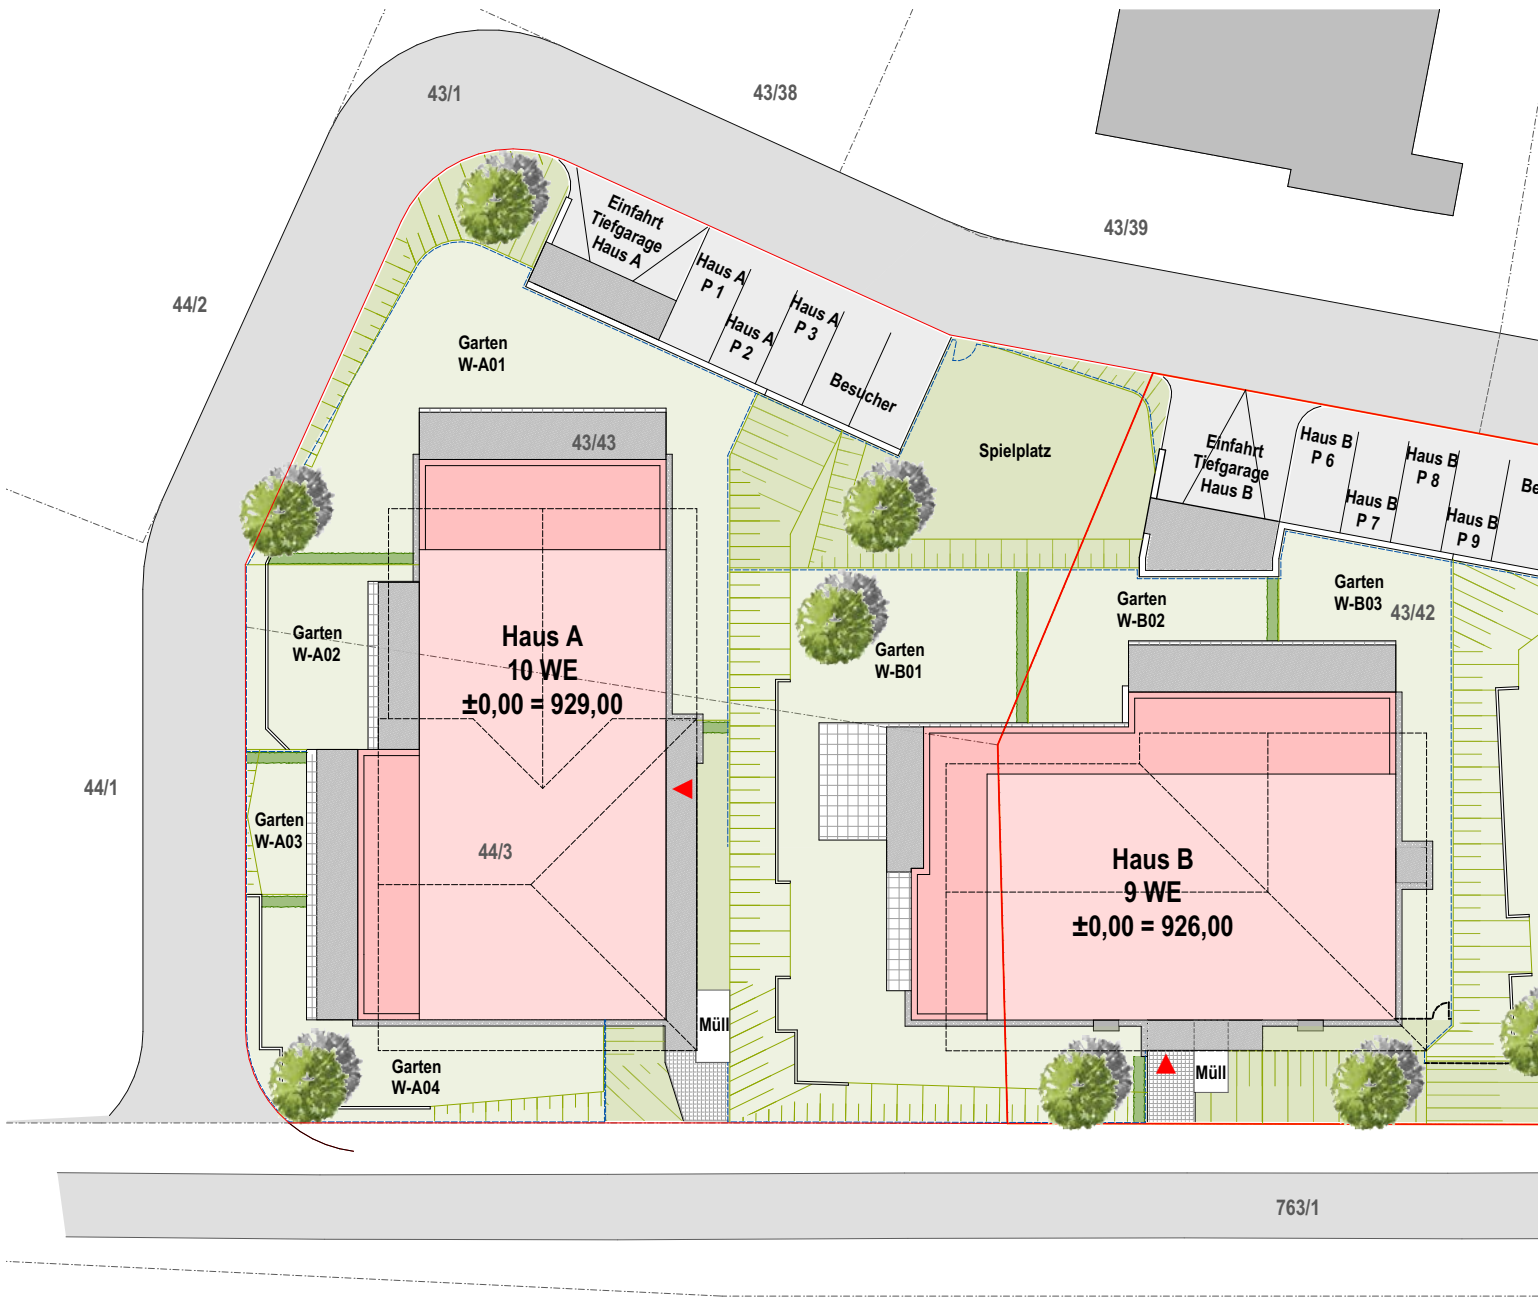 43/1
43/38
43/39
44/2
Einfahrt
Tiefgarage
Haus A
Haus A
P 1
Haus A
P 2
Haus A
P 3
Besucher
Garten
W-A01
43/43
Spielplatz
Einfahrt
Tiefgarage
Haus B
Haus B
P 6
Haus B
P 7
Haus B
P 8
Haus B
P 9
Be
Garten
W-A02
Haus A
10 WE
±0,00 = 929,00
Garten
W-B01
Garten
W-B02
Garten
W-B03
43/42
44/1
Garten
W-A03
44/3
Haus B
9 WE
±0,00 = 926,00
Müll
Garten
W-A04
Müll
763/1